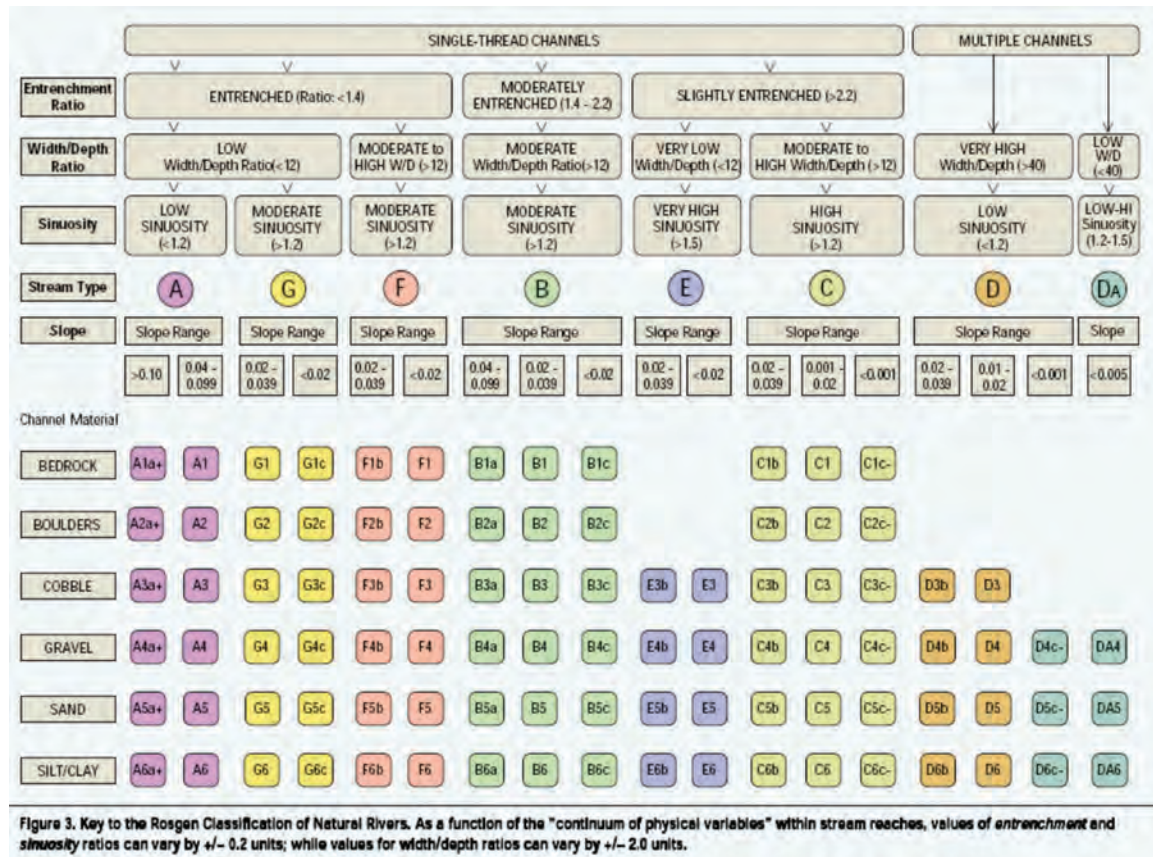 SINGLE-THREAD CHANNELS
MULTIPLE CHANNELS
Entrenchment
Ratio
ENTRENCHED (Ratio: <1.4)
MODERATELY
ENTRENCHED (1.4 - 2.2)
SLIGHTLY ENTRENCHED (>2.2)
Width/Depth
Ratio
LOW
Width/Depth Ratio(<12)
MODERATE to
HIGH W/D (>12)
MODERATE
Width/Depth Ratio(>12)
VERY LOW
Width/Depth (<12)
MODERATE to
HIGH Width/Depth (>12)
VERY HIGH
Width/Depth (>40)
LOW
W/D
(<40)
Sinuosity
LOW
SINUOSITY
(<1.2)
MODERATE
SINUOSITY
(>1.2)
MODERATE
SINUOSITY
(>1.2)
MODERATE
SINUOSITY
(>1.2)
VERY HIGH
SINUOSITY
(>1.5)
HIGH
SINUOSITY
(>1.2)
LOW
SINUOSITY
(<1.2)
LOW-HI
Sinuosity
(1.2-1.5)
Stream Type A G F B E C D DA
Slope Slope Range Slope Range Slope Range Slope Range Slope Range Slope Range Slope Range Slope
>0.10 0.04 - 0.099 0.02 - 0.039 <0.02 0.02 - 0.039 <0.02 0.04 - 0.099 0.02 - 0.039 <0.02 0.02 - 0.039 <0.02 0.02 - 0.039 0.001 - 0.02 <0.001 0.02 - 0.039 0.01 - 0.02 <0.001 <0.005
Channel Material
BEDROCK A1a+ A1 G1 G1c F1b F1 B1a B1 B1c C1b C1 C1c-
BOULDERS A2a+ A2 G2 G2c F2b F2 B2a B2 B2c C2b C2 C2c-
COBBLE A3a+ A3 G3 G3c F3b F3 B3a B3 B3c E3b E3 C3b C3 C3c- D3b D3
GRAVEL A4a+ A4 G4 G4c F4b F4 B4a B4 B4c E4b E4 C4b C4 C4c- D4b D4 D4c- DA4
SAND A5a+ A5 G5 G5c F5b F5 B5a B5 B5c E5b E5 C5b C5 C5c- D5b D5 D5c- DA5
SILT/CLAY A6a+ A6 G6 G6c F6b F6 B6a B6 B6c E6b E6 C6b C6 C6c- D6b D6 D6c- DA6
Figure 3. Key to the Rosgen Classification of Natural Rivers. As a function of the "continuum of physical variables" within stream reaches, values of entrenchment and
sinuosity ratios can vary by +/- 0.2 units; while values for width/depth ratios can vary by +/- 2.0 units.